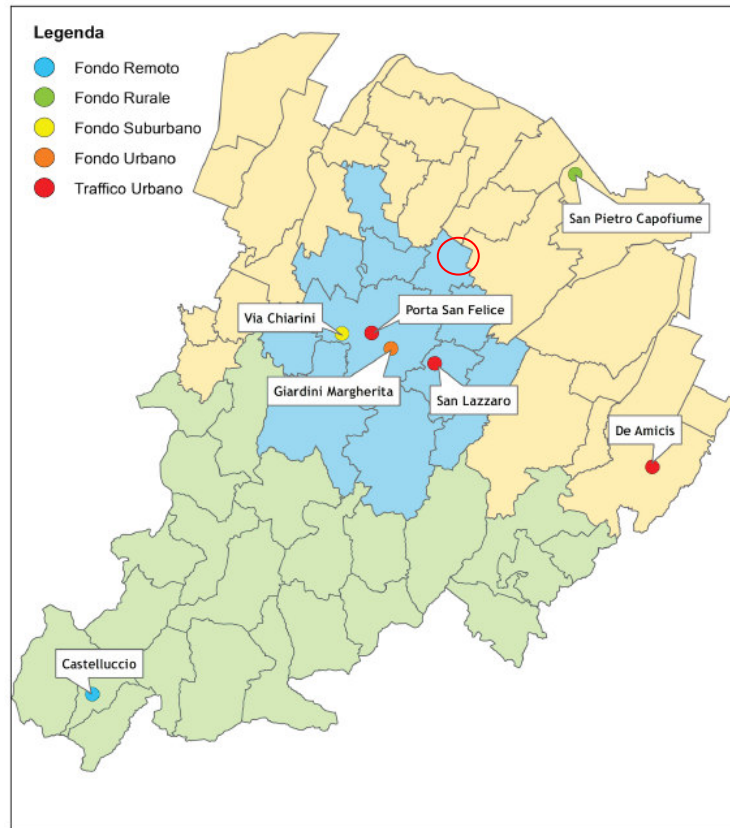 Legenda
Fondo Remoto
Fondo Rurale
Fondo Suburbano
Fondo Urbano
Traffico Urbano
San Pietro Capofiume
Via Chiarini
Porta San Felice
Giardini Margherita
San Lazzaro
De Amicis
Castelluccio